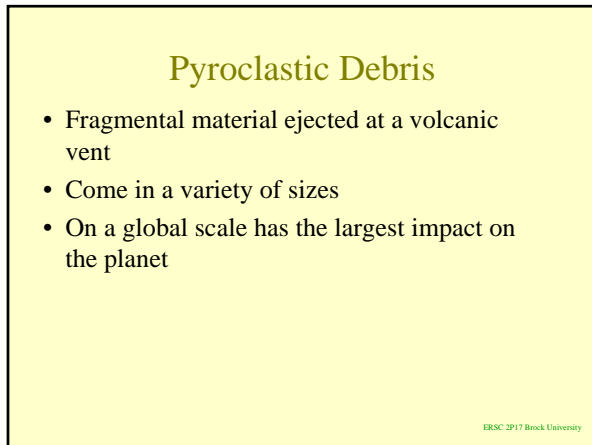 Pyroclastic Debris
• Fragmental material ejected at a volcanic
vent
• Come in a variety of sizes
• On a global scale has the largest impact on
the planet
ERSC 2P17 Brock University